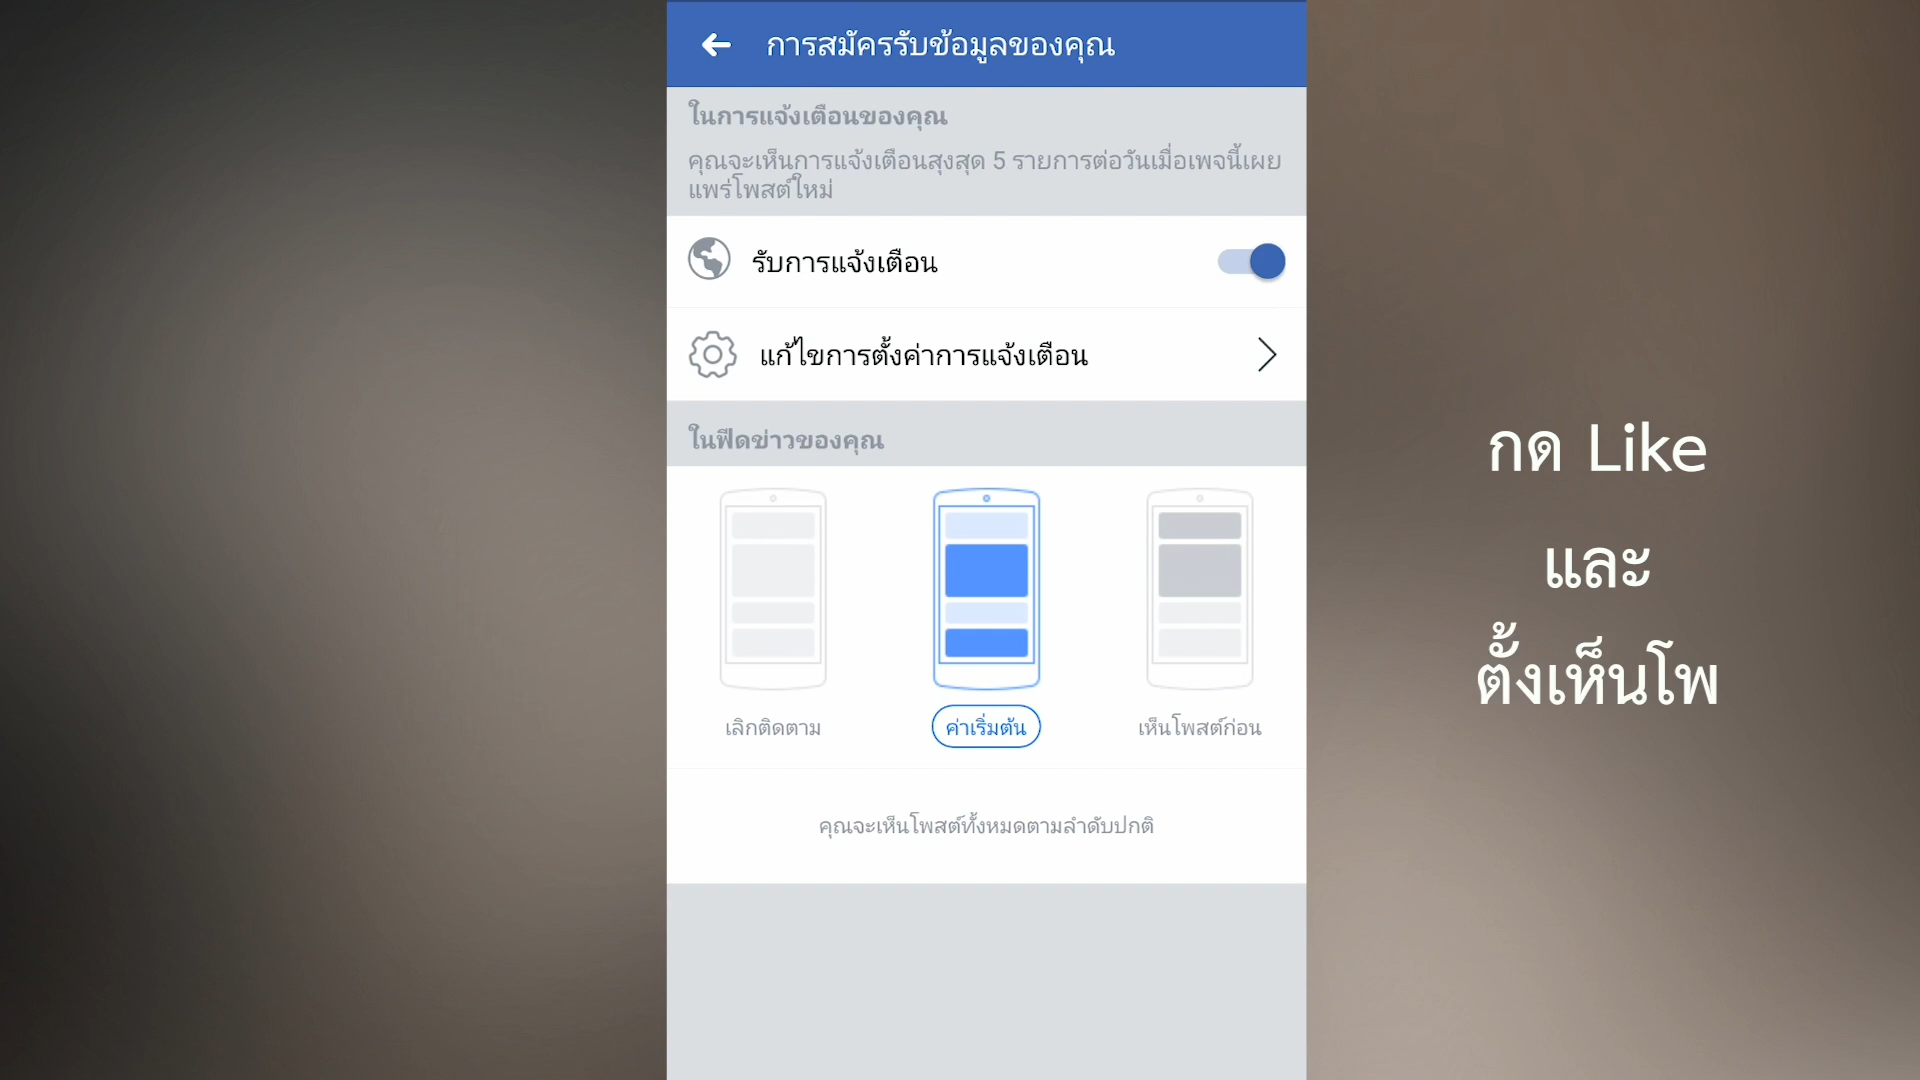 การสมัครรับข้อมูลของคุณ
ในการแจ้งเตือนของคุณ
คุณจะเห็นการแจ้งเตือนสูงสุด 5 รายการต่อวันเมื่อเพจนี้เผย
แพร่โพสต์ใหม่
รับการแจ้งเตือน
แก้ไขการตั้งค่าการแจ้งเตือน
ในฟีดข่าวของคุณ
เลิกติดตาม
ค่าเริ่มต้น
เห็นโพสต์ก่อน
คุณจะเห็นโพสต์ทั้งหมดตามลำดับปกติ
กด Like
และ
ตั้งเห็นโพ